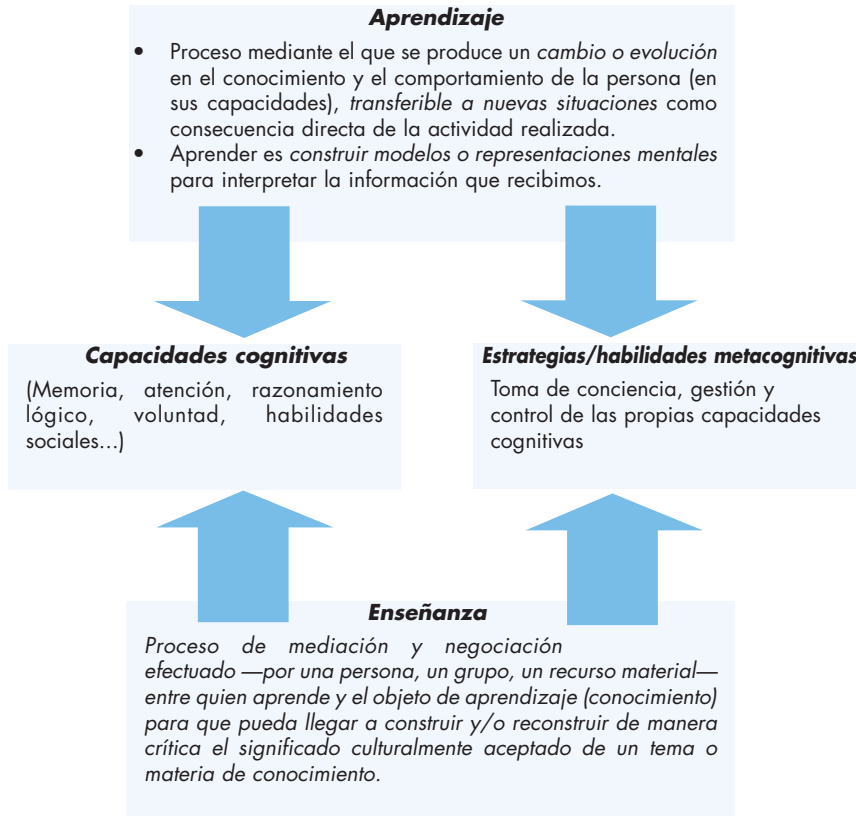 Aprendizaje
• Proceso mediante el que se produce un cambio o evolución
en el conocimiento y el comportamiento de la persona (en
sus capacidades), transferible a nuevas situaciones como
consecuencia directa de la actividad realizada.
• Aprender es construir modelos o representaciones mentales
para interpretar la información que recibimos.
Capacidades cognitivas
(Memoria, atención, razonamiento
lógico, voluntad, habilidades
sociales...)
Estrategias/habilidades metacognitivas
Toma de conciencia, gestión y
control de las propias capacidades
cognitivas
Enseñanza
Proceso de mediación y negociación
efectuado —por una persona, un grupo, un recurso material—
entre quien aprende y el objeto de aprendizaje (conocimiento)
para que pueda llegar a construir y/o reconstruir de manera
crítica el significado culturalmente aceptado de un tema o
materia de conocimiento.